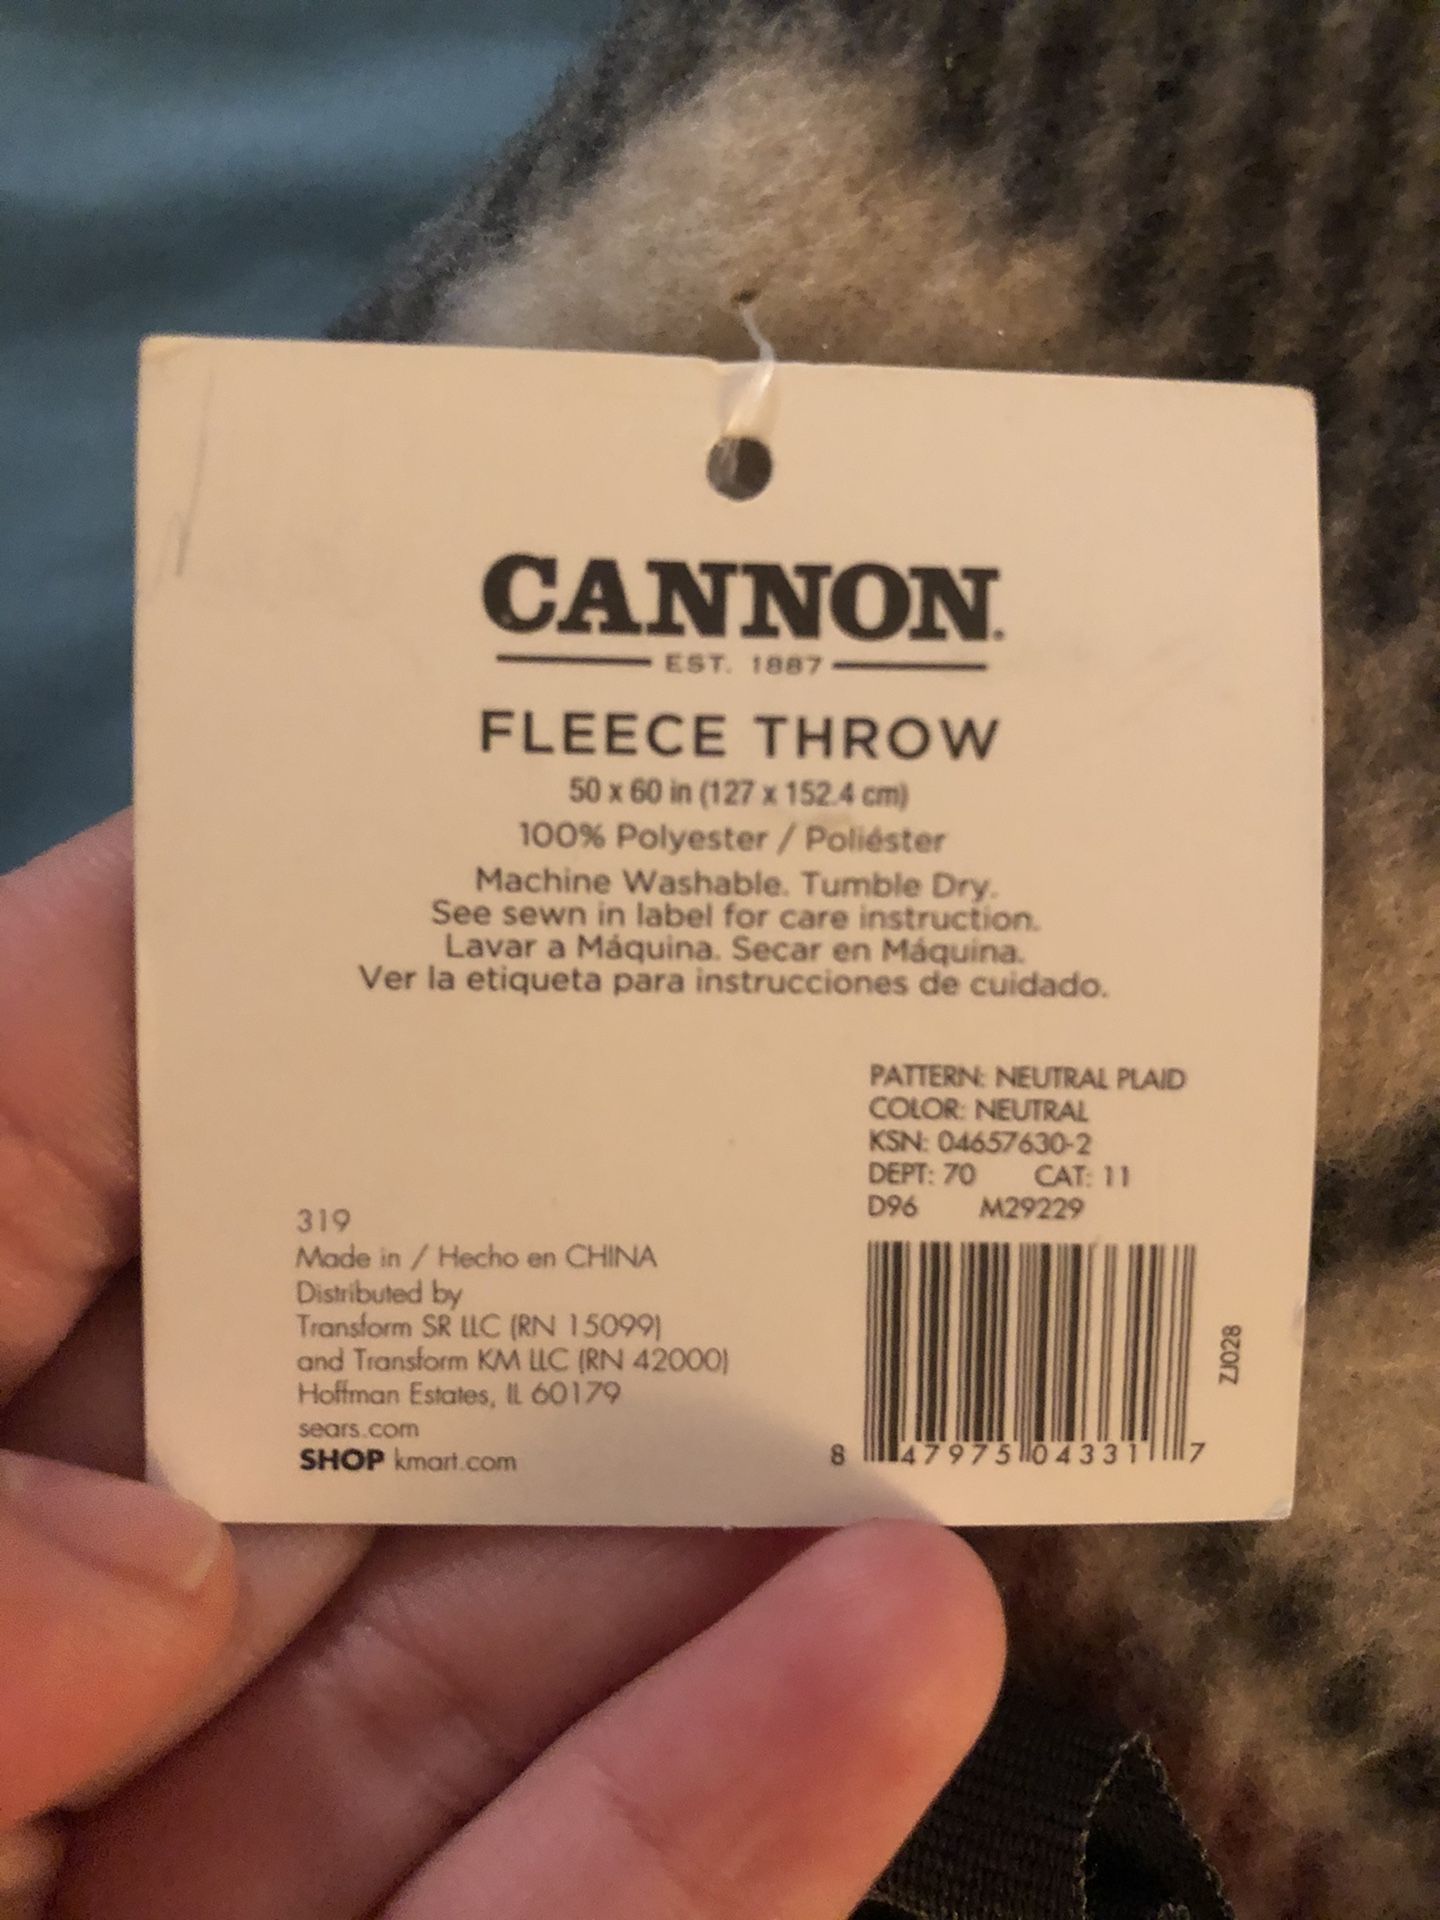 CANNON.
EST. 1887
FLEECE THROW
50 x 60 in (127 x 152.4 cm)
100% Polyester / Poliéster
Machine Washable. Tumble Dry.
See sewn in label for care instruction.
Lavar a Máquina. Secar en Máquina.
Ver la etiqueta para instrucciones de cuidado.
PATTERN: NEUTRAL PLAID
COLOR: NEUTRAL
KSN: 04657630-2
DEPT: 70 CAT: 11
D96 M29229
319
Made in / Hecho en CHINA
Distributed by
Transform SR LLC (RN 15099)
and Transform KM LLC (RN 42000)
Hoffman Estates, IL 60179
sears.com
SHOP kmart.com
8 47975 04331 7
ZJ028